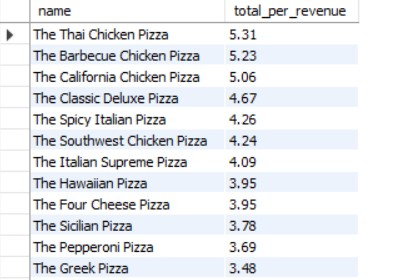 name total_per_revenue
The Thai Chicken Pizza 5.31
The Barbecue Chicken Pizza 5.23
The California Chicken Pizza 5.06
The Classic Deluxe Pizza 4.67
The Spicy Italian Pizza 4.26
The Southwest Chicken Pizza 4.24
The Italian Supreme Pizza 4.09
The Hawaiian Pizza 3.95
The Four Cheese Pizza 3.95
The Sicilian Pizza 3.78
The Pepperoni Pizza 3.69
The Greek Pizza 3.48